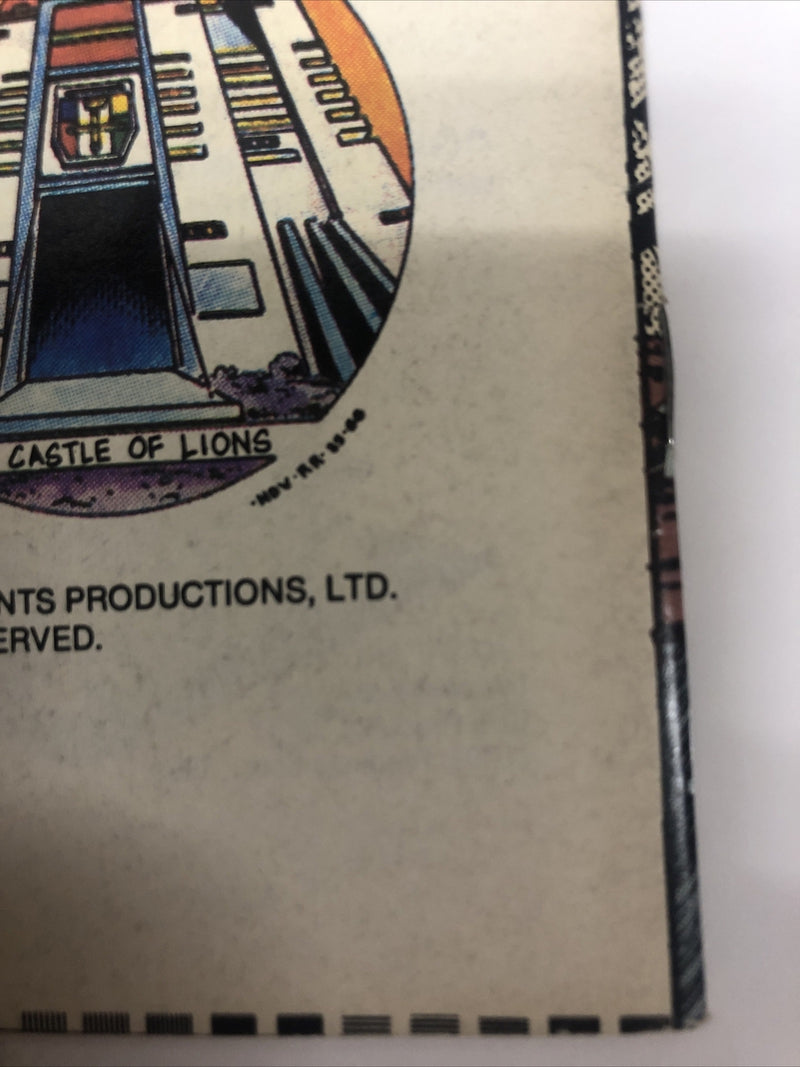 CASTLE OF LIONS
NTS PRODUCTIONS, LTD.
ERVED.